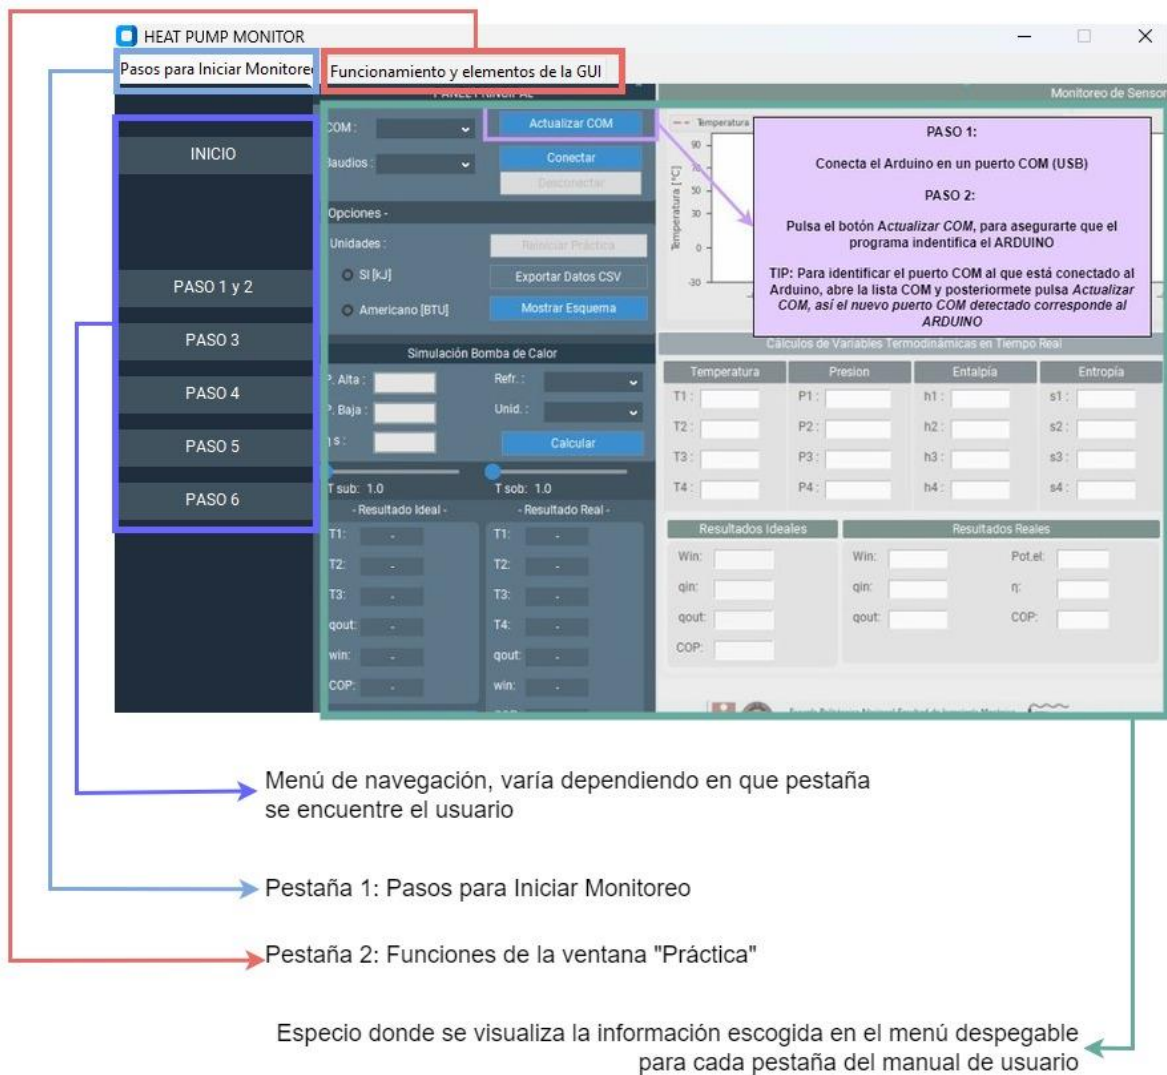 HEAT PUMP MONITOR
Pasos para Iniciar Monitoreo
Funcionamiento y elementos de la GUI
PANEL PRINCIPAL
Monitoreo de Sensor
INICIO
PASO 1 y 2
PASO 3
PASO 4
PASO 5
PASO 6
COM :
Actualizar COM
Baudios :
Conectar
Desconectar
Opciones -
Unidades :
Reiniciar Práctica
SI [kJ]
Exportar Datos CSV
Americano [BTU]
Mostrar Esquema
Simulación Bomba de Calor
P. Alta :
Refr. :
P. Baja :
Unid. :
η s :
Calcular
T sub: 1.0
T sob: 1.0
- Resultado Ideal -
- Resultado Real -
T1: -
T1: -
T2: -
T2: -
T3: -
T3: -
qout: -
T4: -
win: -
qout: -
COP: -
win: -
Temperatura
Temperatura [°C]
90
70
50
30
0
-30
PASO 1:
Conecta el Arduino en un puerto COM (USB)
PASO 2:
Pulsa el botón Actualizar COM, para asegurarte que el
programa indentifica el ARDUINO
TIP: Para identificar el puerto COM al que está conectado al
Arduino, abre la lista COM y posteriormete pulsa Actualizar
COM, así el nuevo puerto COM detectado corresponde al
ARDUINO
Cálculos de Variables Termodinámicas en Tiempo Real
Temperatura
Presion
Entalpía
Entropía
T1 :
P1 :
h1 :
s1 :
T2 :
P2 :
h2 :
s2 :
T3 :
P3 :
h3 :
s3 :
T4 :
P4 :
h4 :
s4 :
Resultados Ideales
Resultados Reales
Win:
Win:
Pot.el:
qin:
qin:
η:
qout:
qout:
COP:
COP:
Menú de navegación, varía dependiendo en que pestaña
se encuentre el usuario
Pestaña 1: Pasos para Iniciar Monitoreo
Pestaña 2: Funciones de la ventana "Práctica"
Especio donde se visualiza la información escogida en el menú despegable
para cada pestaña del manual de usuario